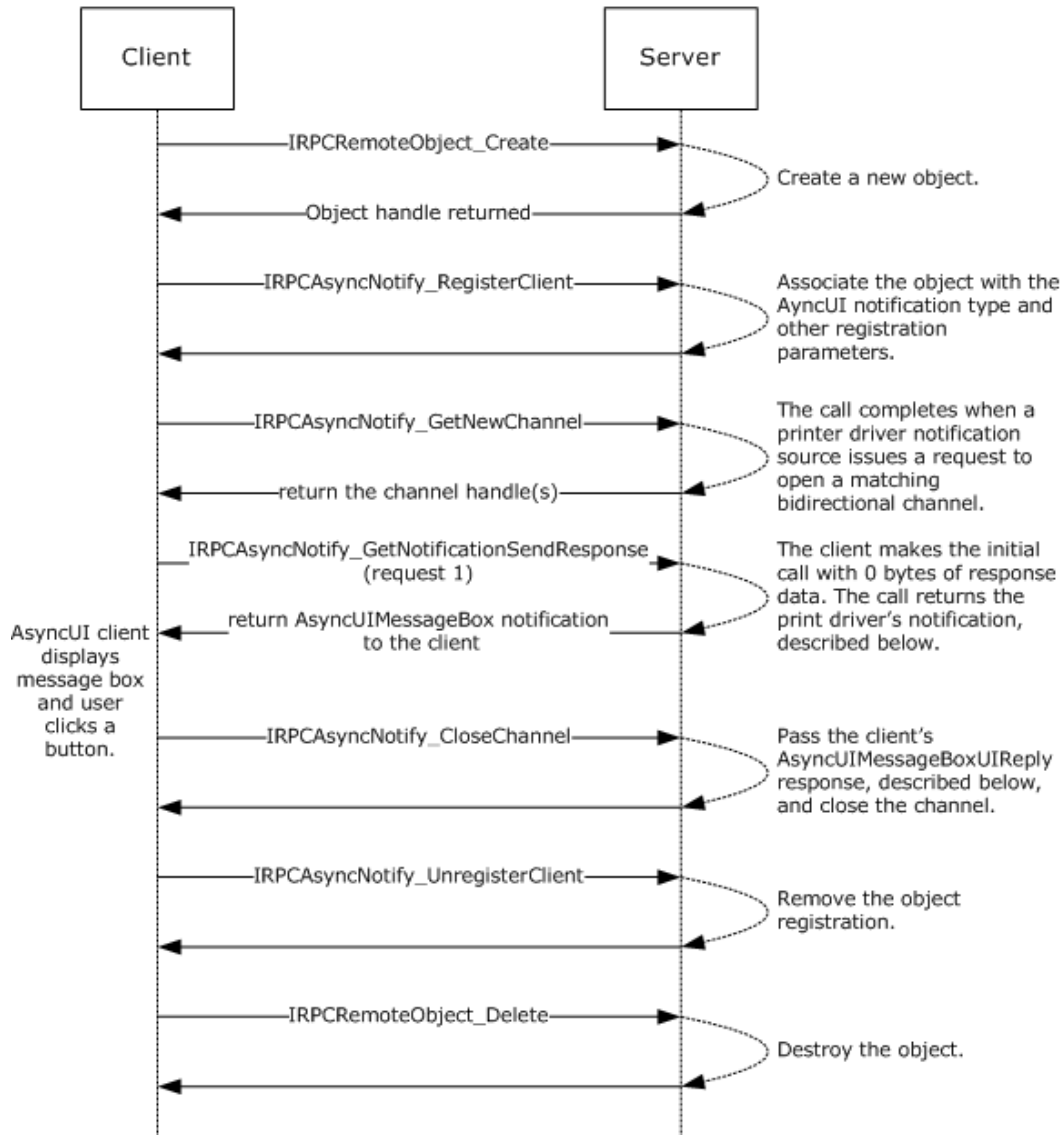 Client
Server
IRPCRemoteObject_Create
Create a new object.
Object handle returned
IRPCAsyncNotify_RegisterClient
Associate the object with the
AyncUI notification type and
other registration
parameters.
IRPCAsyncNotify_GetNewChannel
The call completes when a
printer driver notification
source issues a request to
open a matching
bidirectional channel.
return the channel handle(s)
IRPCAsyncNotify_GetNotificationSendResponse
(request 1)
The client makes the initial
call with 0 bytes of response
data. The call returns the
print driver's notification,
described below.
return AsyncUIMessageBox notification
to the client
AsyncUI client
displays
message box
and user
clicks a
button.
IRPCAsyncNotify_CloseChannel
Pass the client's
AsyncUIMessageBoxUIReply
response, described below,
and close the channel.
IRPCAsyncNotify_UnregisterClient
Remove the object
registration.
IRPCRemoteObject_Delete
Destroy the object.